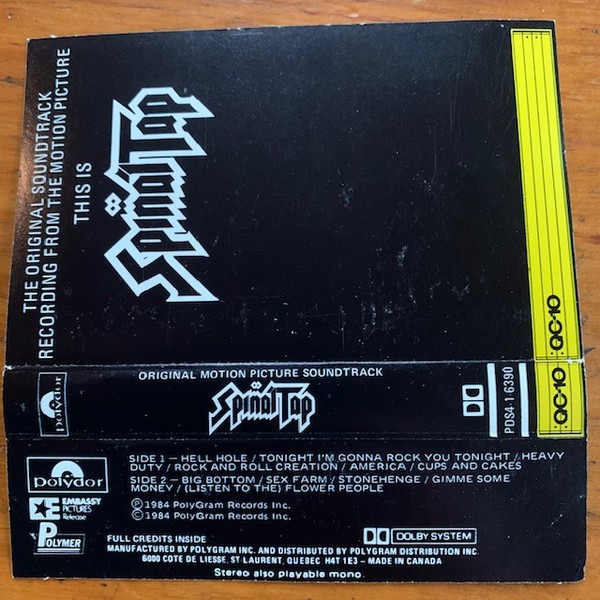 THE ORIGINAL SOUNDTRACK
RECORDING FROM THE MOTION PICTURE
THIS IS
Spın̈al Tap
QC-10
polydor
ORIGINAL MOTION PICTURE SOUNDTRACK
Spın̈al Tap
PDS4-1-6390
QC-10
polydor
EMBASSY
PICTURES
Release
POLYMER
SIDE 1 – HELL HOLE / TONIGHT I'M GONNA ROCK YOU TONIGHT / HEAVY
DUTY / ROCK AND ROLL CREATION / AMERICA / CUPS AND CAKES
SIDE 2 – BIG BOTTOM / SEX FARM / STONEHENGE / GIMME SOME
MONEY / (LISTEN TO THE) FLOWER PEOPLE
Ⓟ 1984 PolyGram Records Inc.
© 1984 PolyGram Records Inc.
FULL CREDITS INSIDE
DOLBY SYSTEM
MANUFACTURED BY POLYGRAM INC. AND DISTRIBUTED BY POLYGRAM DISTRIBUTION INC.
6000 COTE DE LIESSE, ST LAURENT, QUEBEC H4T 1E3 – MADE IN CANADA
Stereo also playable mono.